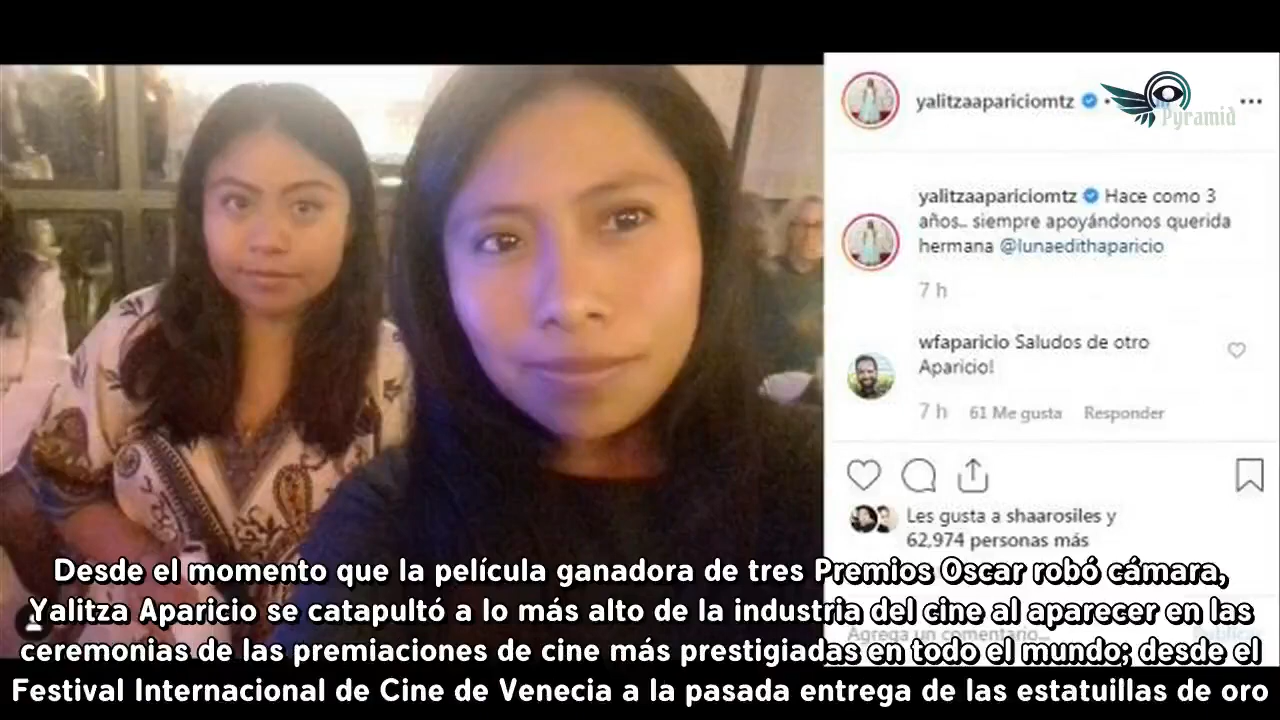 yalitzaapariciomtz
Pyramid
yalitzaapariciomtz Hace como 3
años.. siempre apoyándonos querida
hermana @lunaedithaparicio
7 h
wfaparicio Saludos de otro
Aparicio!
7 h 61 Me gusta Responder
Les gusta a shaarosiles y
62,974 personas más
Agrega un comentario...
Desde el momento que la película ganadora de tres Premios Oscar robó cámara,
Yalitza Aparicio se catapultó a lo más alto de la industria del cine al aparecer en las
ceremonias de las premiaciones de cine más prestigiadas en todo el mundo; desde el
Festival Internacional de Cine de Venecia a la pasada entrega de las estatuillas de oro